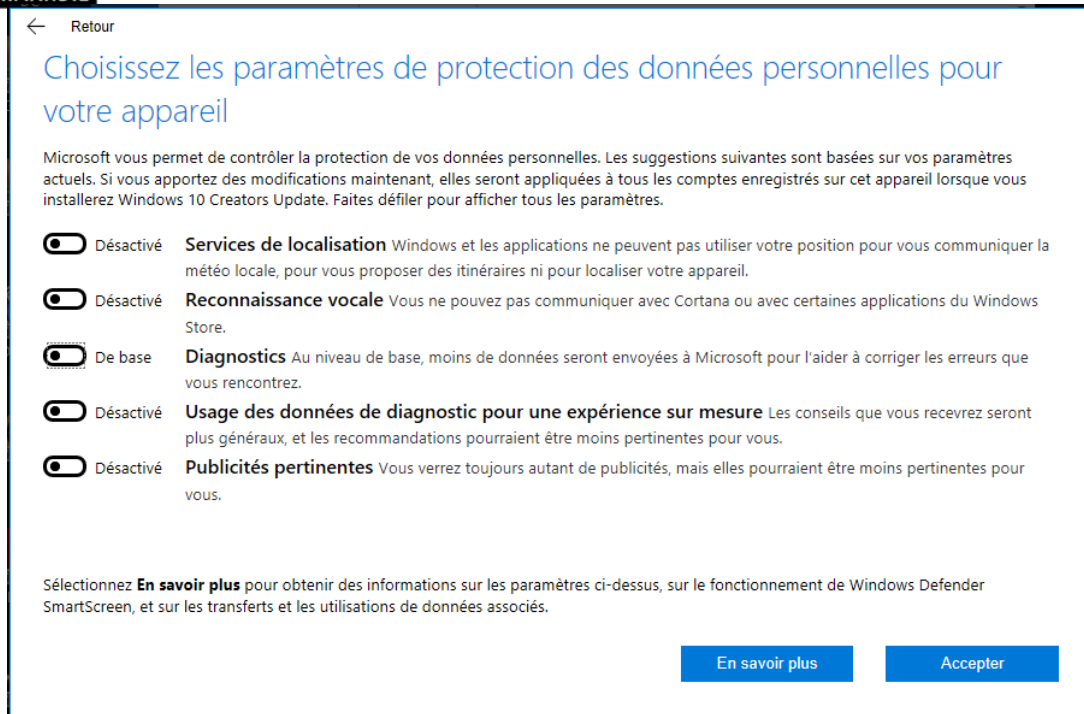 Retour
Choisissez les paramètres de protection des données personnelles pour
votre appareil
Microsoft vous permet de contrôler la protection de vos données personnelles. Les suggestions suivantes sont basées sur vos paramètres
actuels. Si vous apportez des modifications maintenant, elles seront appliquées à tous les comptes enregistrés sur cet appareil lorsque vous
installerez Windows 10 Creators Update. Faites défiler pour afficher tous les paramètres.
Désactivé Services de localisation Windows et les applications ne peuvent pas utiliser votre position pour vous communiquer la
météo locale, pour vous proposer des itinéraires ni pour localiser votre appareil.
Désactivé Reconnaissance vocale Vous ne pouvez pas communiquer avec Cortana ou avec certaines applications du Windows
Store.
De base Diagnostics Au niveau de base, moins de données seront envoyées à Microsoft pour l'aider à corriger les erreurs que
vous rencontrez.
Désactivé Usage des données de diagnostic pour une expérience sur mesure Les conseils que vous recevrez seront
plus généraux, et les recommandations pourraient être moins pertinentes pour vous.
Désactivé Publicités pertinentes Vous verrez toujours autant de publicités, mais elles pourraient être moins pertinentes pour
vous.
Sélectionnez En savoir plus pour obtenir des informations sur les paramètres ci-dessus, sur le fonctionnement de Windows Defender
SmartScreen, et sur les transferts et les utilisations de données associés.
En savoir plus Accepter